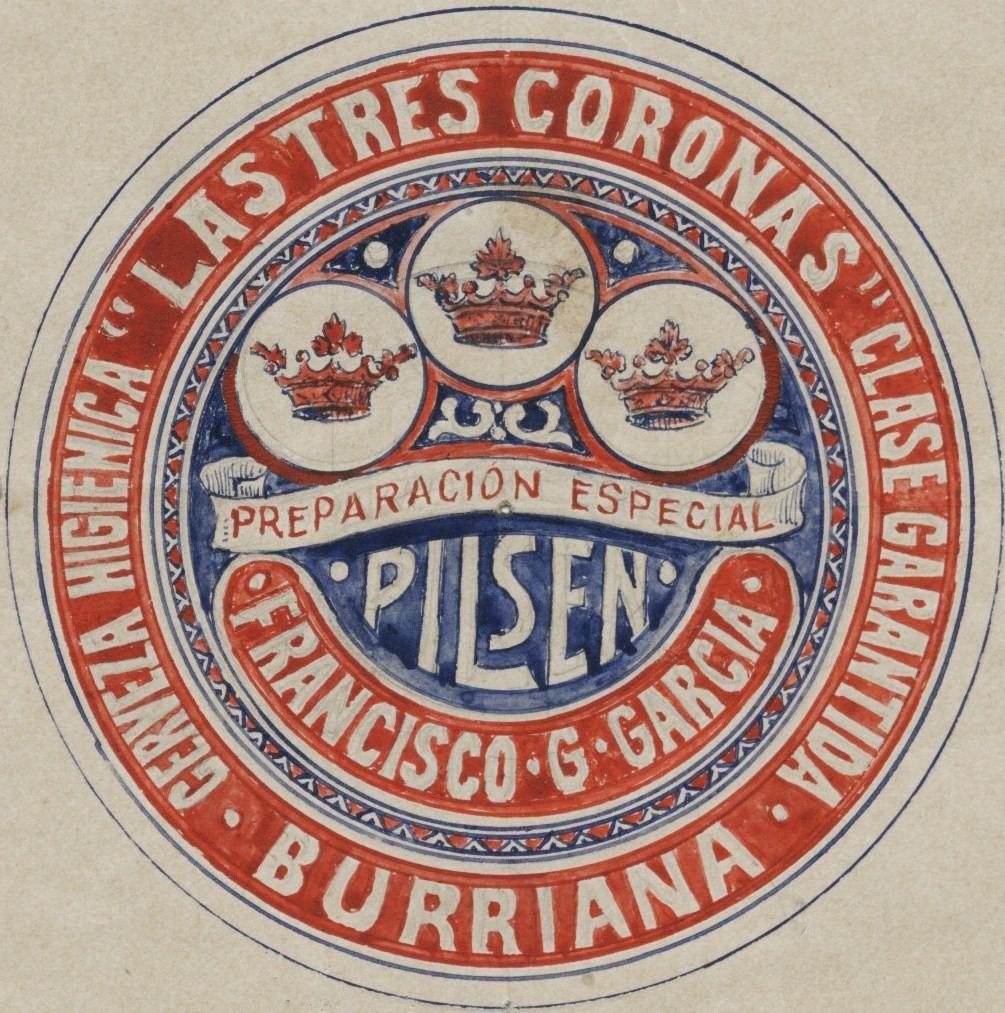 CERVEZA HIGIENICA "LAS TRES CORONAS" CLASE GARANTIDA
PREPARACIÓN ESPECIAL
PILSEN
FRANCISCO · G · GARCIA
· BURRIANA ·